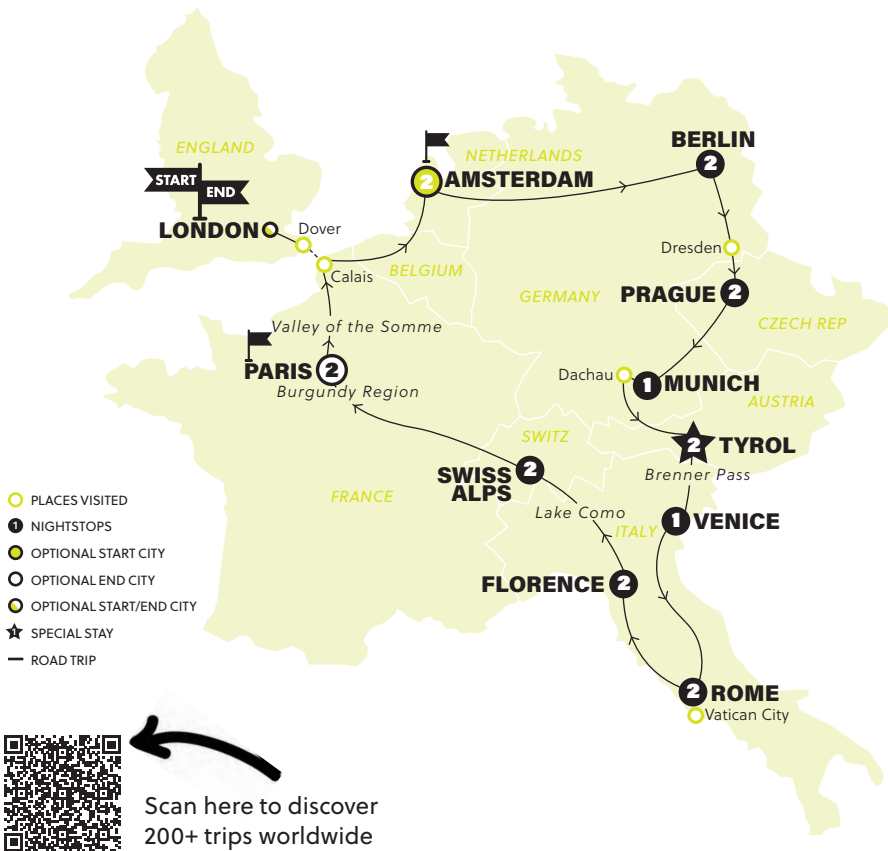 ENGLAND
START
END
LONDON
Dover
Calais
NETHERLANDS
2
AMSTERDAM
BERLIN
2
Dresden
BELGIUM
GERMANY
PRAGUE
2
CZECH REP
Valley of the Somme
PARIS
2
Burgundy Region
Dachau
1
MUNICH
AUSTRIA
2
TYROL
Brenner Pass
SWITZ
SWISS
ALPS
2
FRANCE
Lake Como
ITALY
1
VENICE
FLORENCE
2
2
ROME
Vatican City
PLACES VISITED
1
NIGHTSTOPS
OPTIONAL START CITY
OPTIONAL END CITY
OPTIONAL START/END CITY
1
SPECIAL STAY
ROAD TRIP
Scan here to discover
200+ trips worldwide